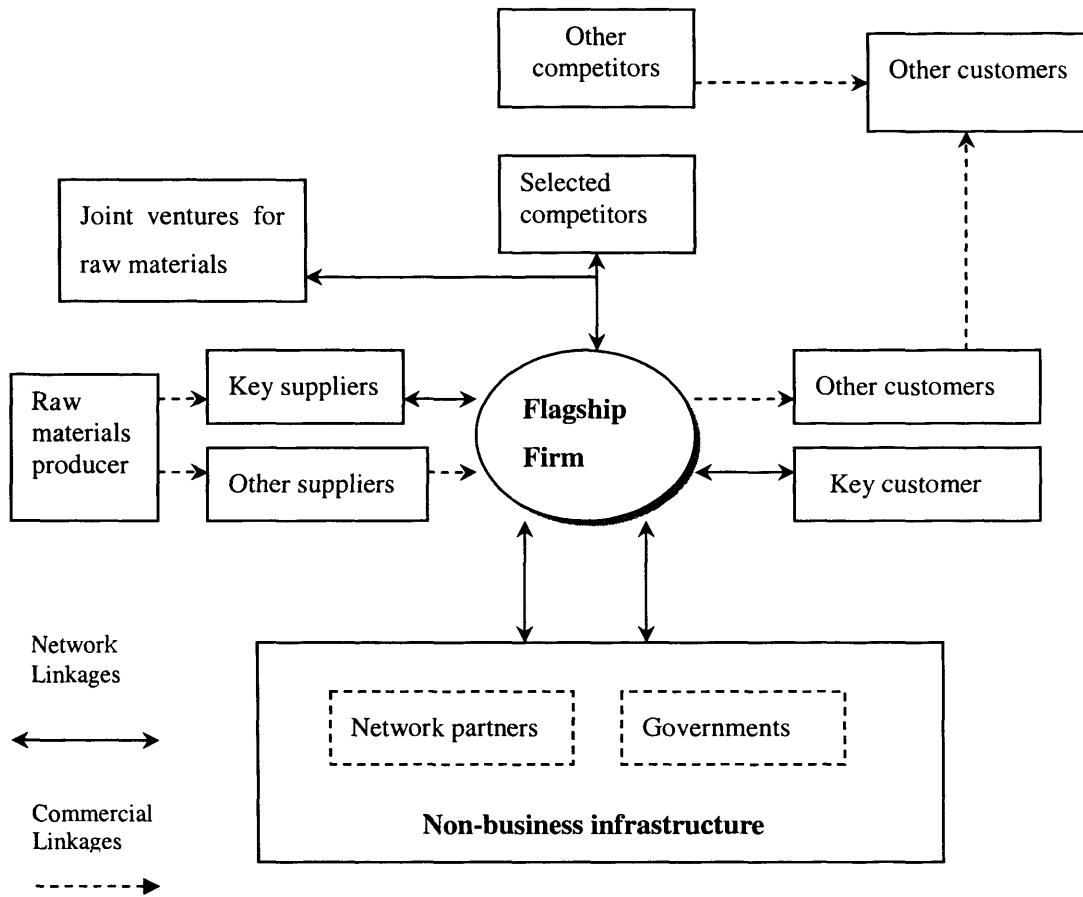 Other
competitors
Other customers
Selected
competitors
Joint ventures for
raw materials
Raw
materials
producer
Key suppliers
Other suppliers
Flagship
Firm
Other customers
Key customer
Network
Linkages
Network partners
Governments
Non-business infrastructure
Commercial
Linkages